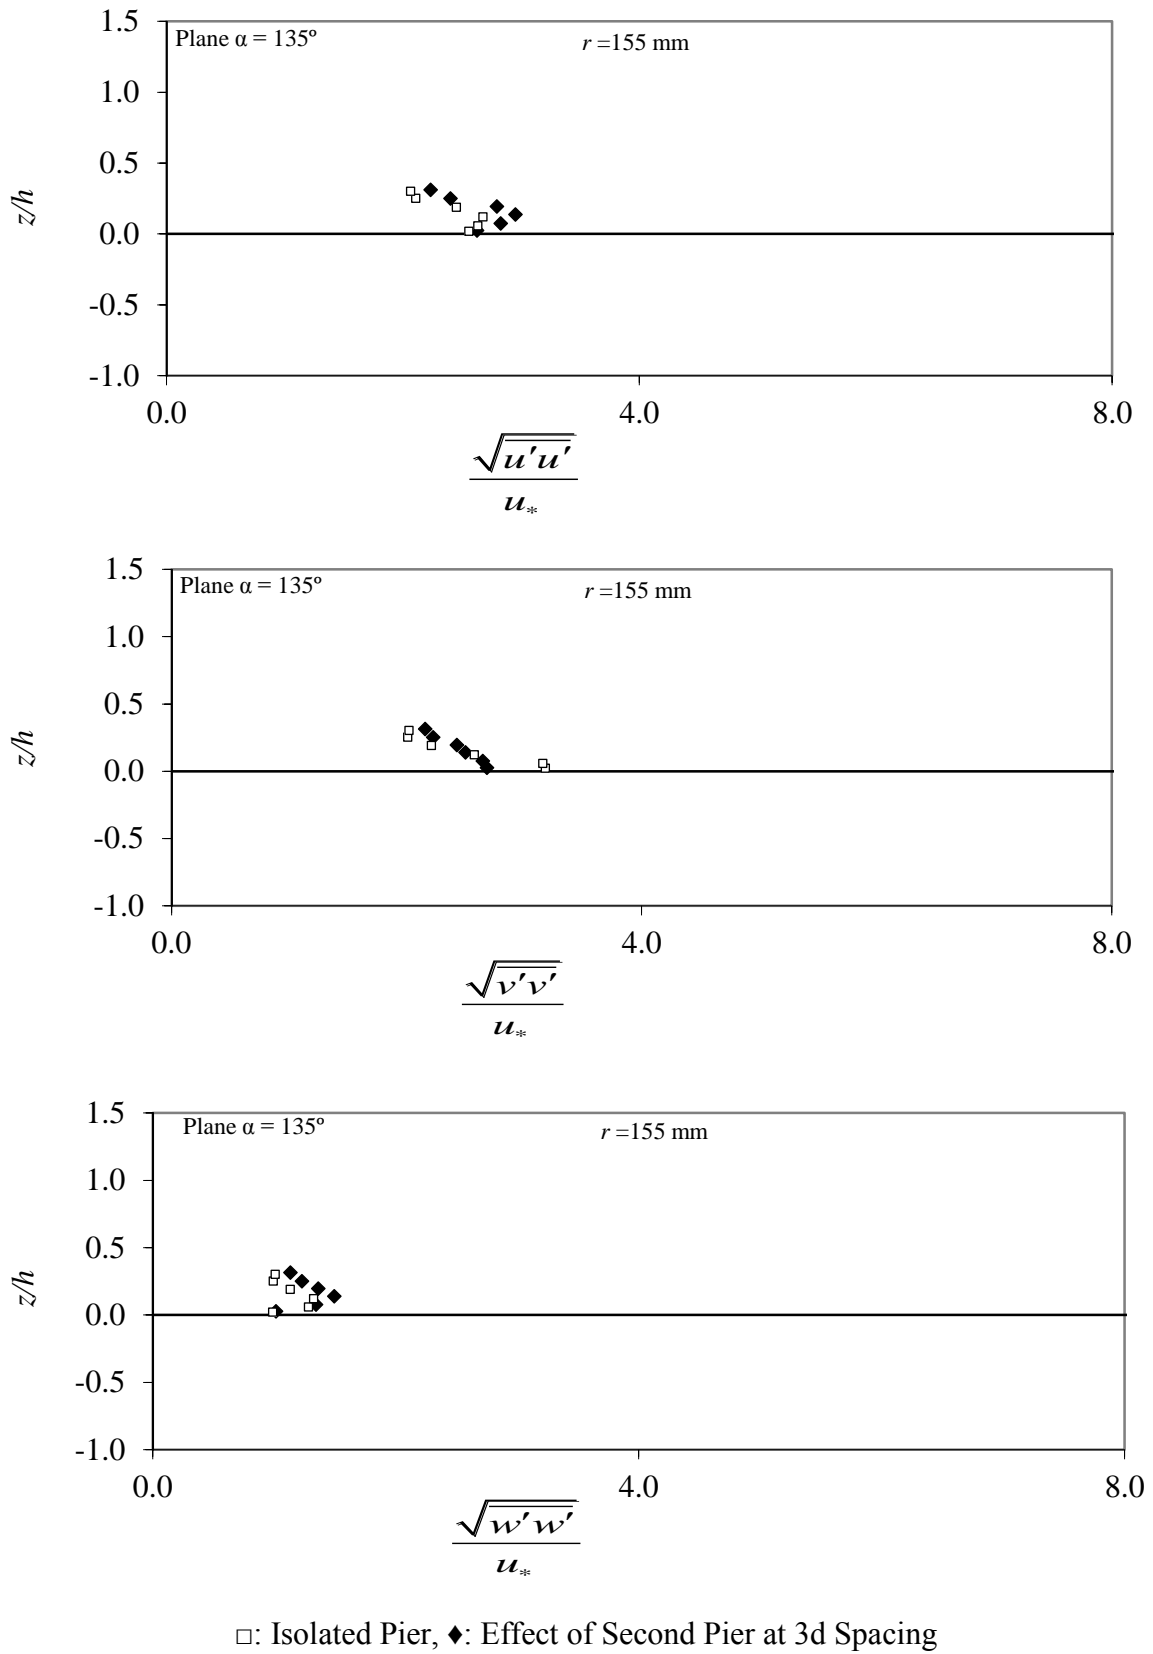 1.5
Plane α = 135º
r =155 mm
1.0
0.5
z/h
0.0
-0.5
-1.0
0.0 4.0 8.0
√u′u′
u*
1.5
Plane α = 135º
r =155 mm
1.0
0.5
z/h
0.0
-0.5
-1.0
0.0 4.0 8.0
√v′v′
u*
1.5
Plane α = 135º
r =155 mm
1.0
0.5
z/h
0.0
-0.5
-1.0
0.0 4.0 8.0
√w′w′
u*
□: Isolated Pier, ♦: Effect of Second Pier at 3d Spacing